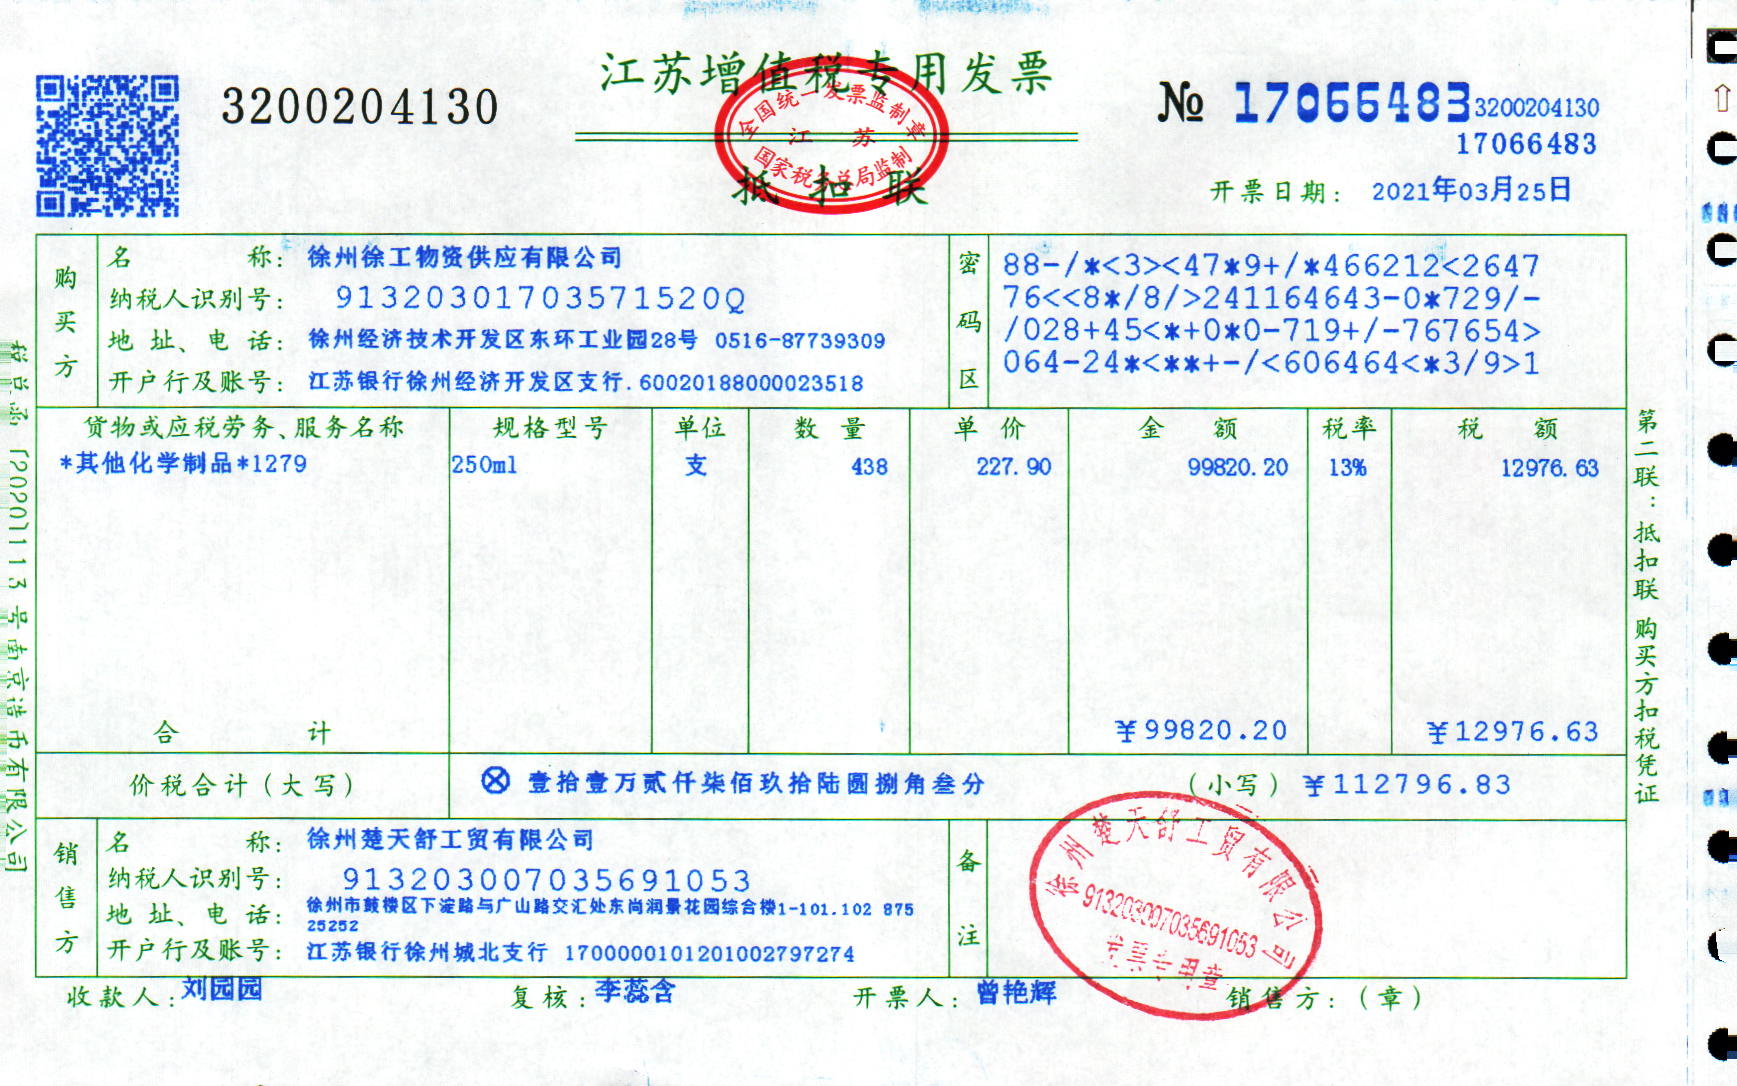 江苏增值税专用发票
3200204130
№ 17066483
3200204130
17066483
全国统一发票监制章
江 苏
国家税务总局监制
抵扣联
开票日期： 2021年03月25日
购买方
名 称： 徐州徐工物资供应有限公司
纳税人识别号： 91320301703571520Q
地 址、电 话： 徐州经济技术开发区东环工业园28号 0516-87739309
开户行及账号： 江苏银行徐州经济开发区支行.60020188000023518
密码区
88-/*<3><47*9+/*466212<2647
76<<8*/8/>241164643-0*729/-
/028+45<*+0*0-719+/-767654>
064-24*<**+-/<606464<*3/9>1
货物或应税劳务、服务名称 规格型号 单位 数 量 单 价 金 额 税率 税 额
*其他化学制品*1279 250ml 支 438 227.90 99820.20 13% 12976.63
合 计 ￥99820.20 ￥12976.63
价税合计（大写） ⊗ 壹拾壹万贰仟柒佰玖拾陆圆捌角叁分 （小写） ￥112796.83
销售方
名 称： 徐州楚天舒工贸有限公司
纳税人识别号： 913203007035691053
地 址、电 话： 徐州市鼓楼区下淀路与广山路交汇处东尚润景花园综合楼1-101.102 875
25252
开户行及账号： 江苏银行徐州城北支行 1700000101201002797274
备注
徐州楚天舒工贸有限公司
913203007035691053
发票专用章
收款人： 刘园园 复核： 李蕊含 开票人： 曾艳辉 销售方：（章）
第二联：抵扣联 购买方扣税凭证
号南京
有限公司